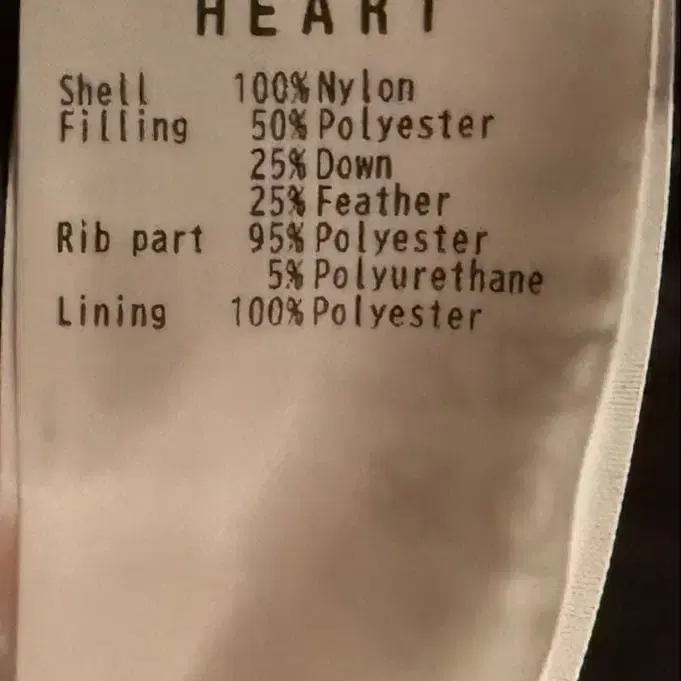 HEART
Shell 100% Nylon
Filling 50% Polyester
25% Down
25% Feather
Rib part 95% Polyester
5% Polyurethane
Lining 100% Polyester